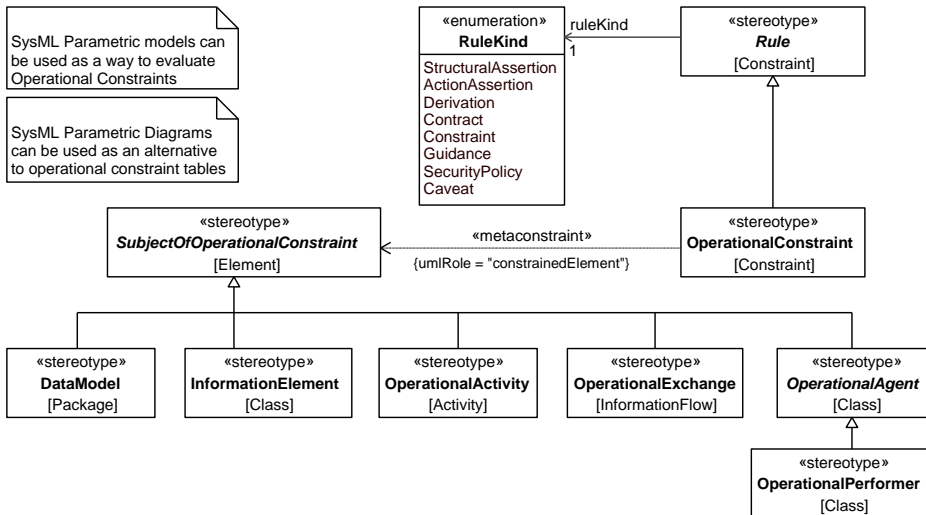 SysML Parametric models can
be used as a way to evaluate
Operational Constraints
SysML Parametric Diagrams
can be used as an alternative
to operational constraint tables
«enumeration»
RuleKind
StructuralAssertion
ActionAssertion
Derivation
Contract
Constraint
Guidance
SecurityPolicy
Caveat
ruleKind
1
«stereotype»
Rule
[Constraint]
«stereotype»
SubjectOfOperationalConstraint
[Element]
«metaconstraint»
{umlRole = "constrainedElement"}
«stereotype»
OperationalConstraint
[Constraint]
«stereotype»
DataModel
[Package]
«stereotype»
InformationElement
[Class]
«stereotype»
OperationalActivity
[Activity]
«stereotype»
OperationalExchange
[InformationFlow]
«stereotype»
OperationalAgent
[Class]
«stereotype»
OperationalPerformer
[Class]